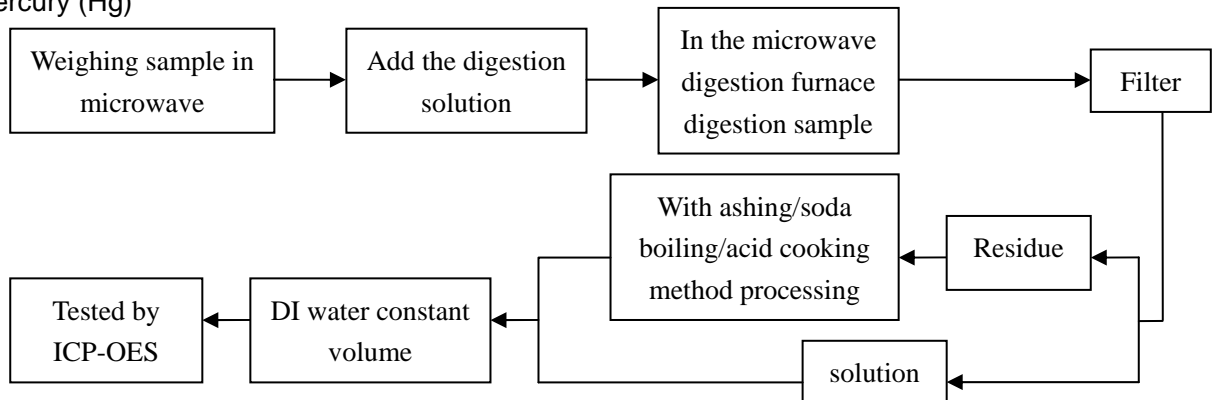 (Hg)
Weighing sample in
microwave
Add the digestion
solution
In the microwave
digestion furnace
digestion sample
Filter
With ashing/soda
boiling/acid cooking
method processing
Residue
Tested by
ICP-OES
DI water constant
volume
solution